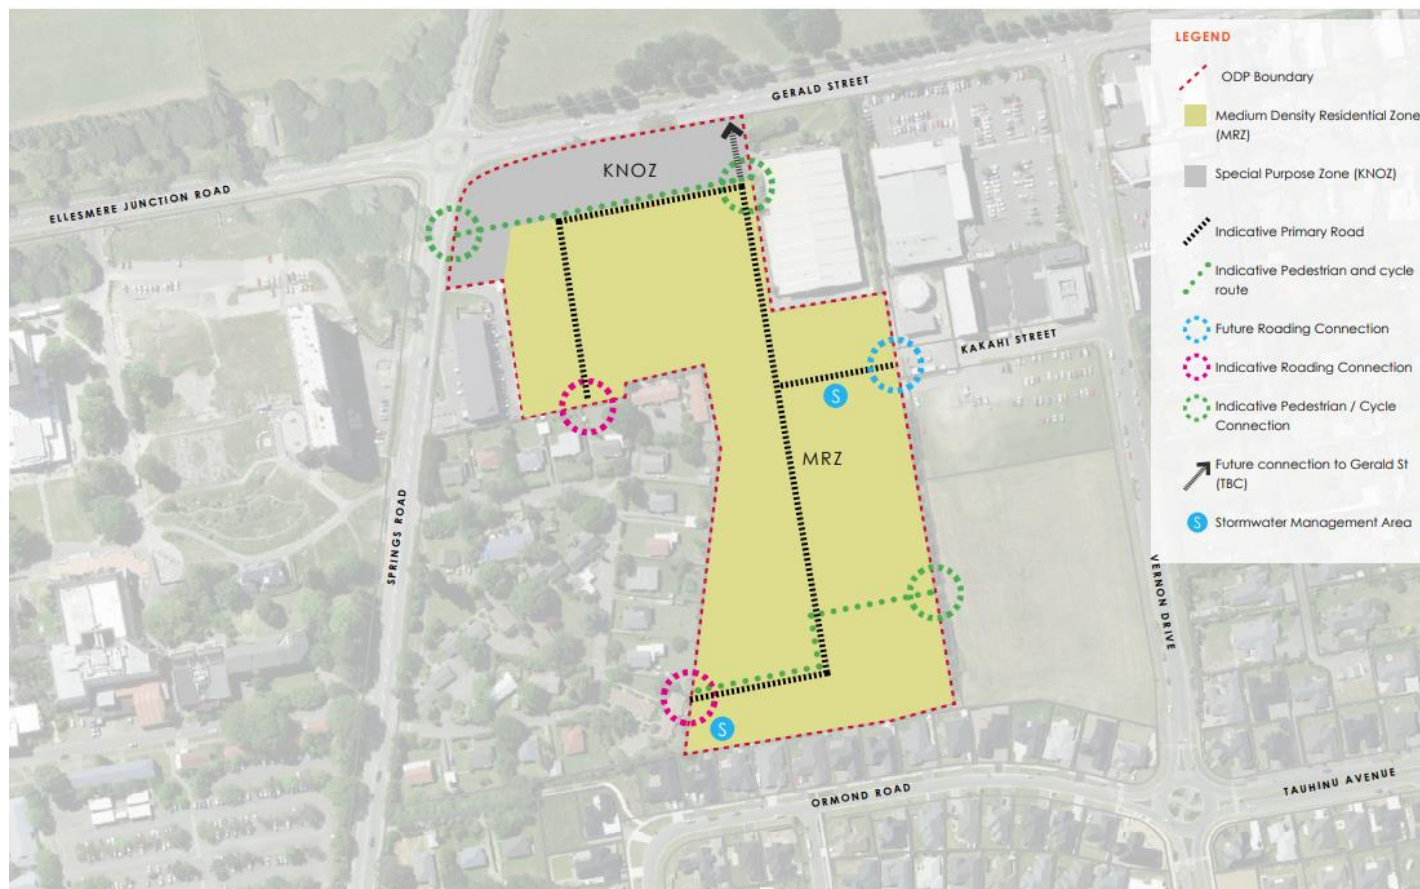 LEGEND
ODP Boundary
Medium Density Residential Zone
(MRZ)
Special Purpose Zone (KNOZ)
Indicative Primary Road
Indicative Pedestrian and cycle
route
Future Roading Connection
Indicative Roading Connection
Indicative Pedestrian / Cycle
Connection
Future connection to Gerald St
(TBC)
S
Stormwater Management Area
GERALD STREET
KNOZ
ELLESMERE JUNCTION ROAD
KAKAHI STREET
S
MRZ
SPRINGS ROAD
VERNON DRIVE
S
ORMOND ROAD
TAUHINU AVENUE